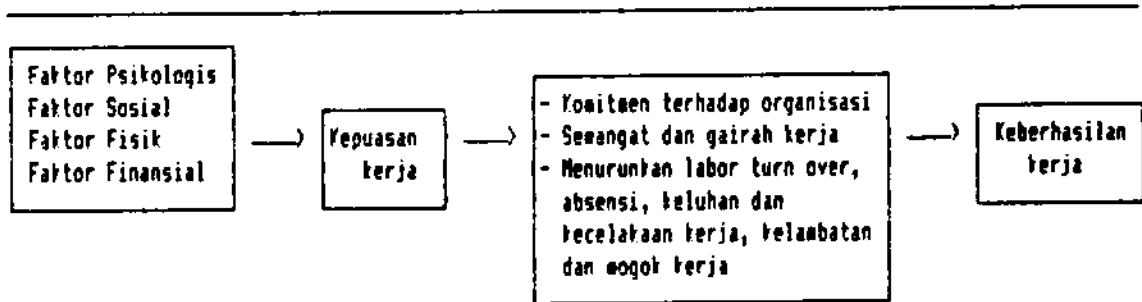 Faktor Psikologis
Faktor Sosial
Faktor Fisik
Faktor Finansial
Kepuasan
kerja
- Komitmen terhadap organisasi
- Semangat dan gairah kerja
- Menurunkan labor turn over,
absensi, keluhan dan
kecelakaan kerja, kelambatan
dan mogok kerja
Keberhasilan
kerja